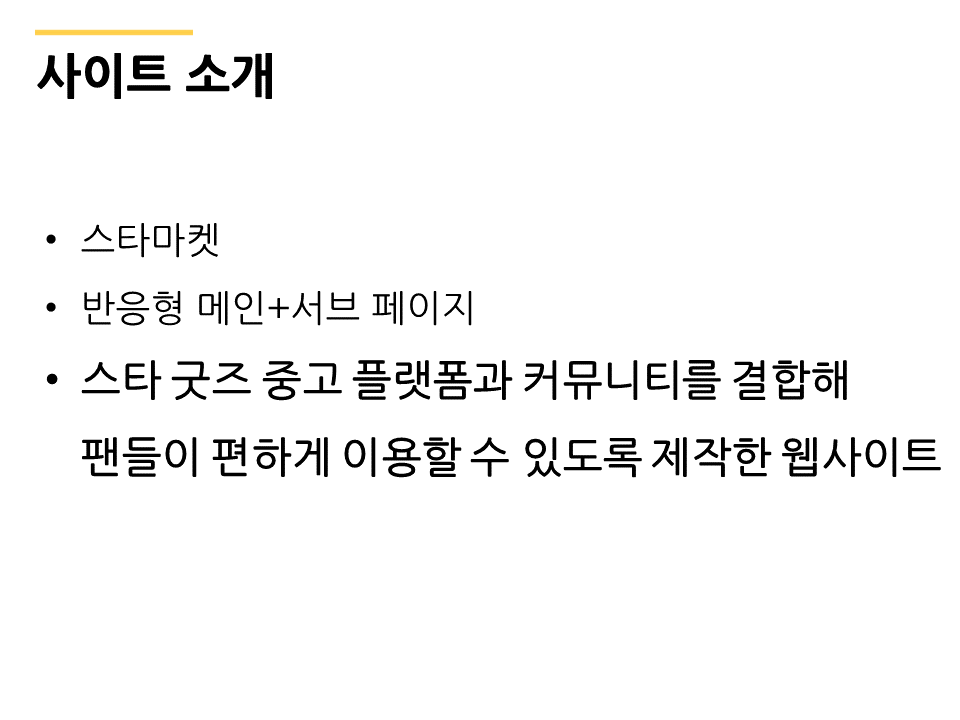 사이트 소개
• 스타마켓
• 반응형 메인+서브 페이지
• 스타 굿즈 중고 플랫폼과 커뮤니티를 결합해
팬들이 편하게 이용할 수 있도록 제작한 웹사이트